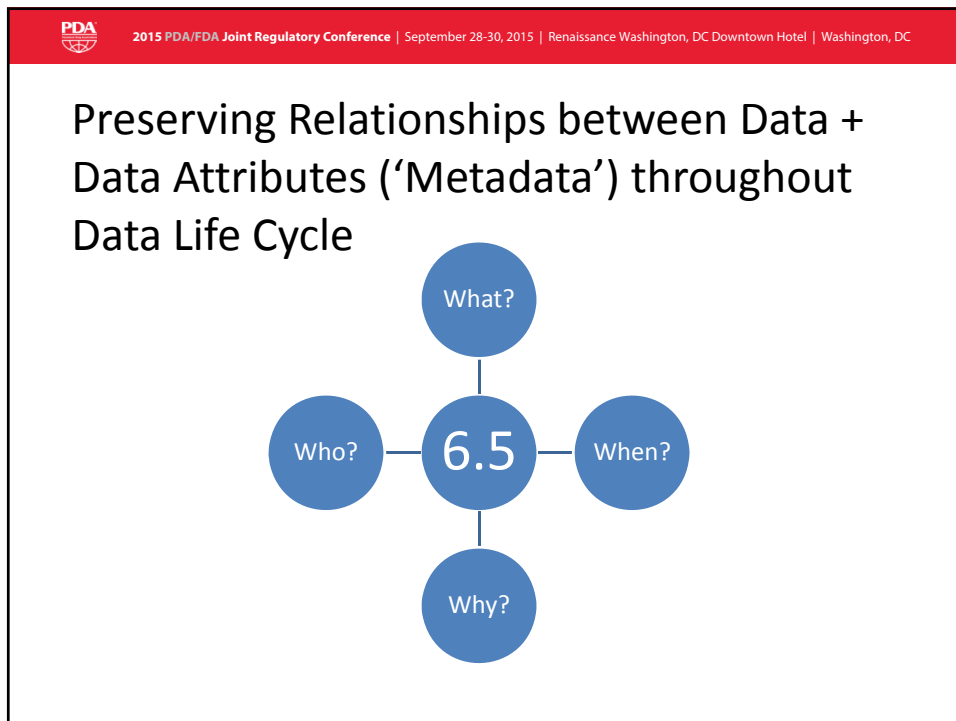 PDA
2015 PDA/FDA Joint Regulatory Conference | September 28-30, 2015 | Renaissance Washington, DC Downtown Hotel | Washington, DC
Preserving Relationships between Data +
Data Attributes (‘Metadata’) throughout
Data Life Cycle
What?
Who?
6.5
When?
Why?